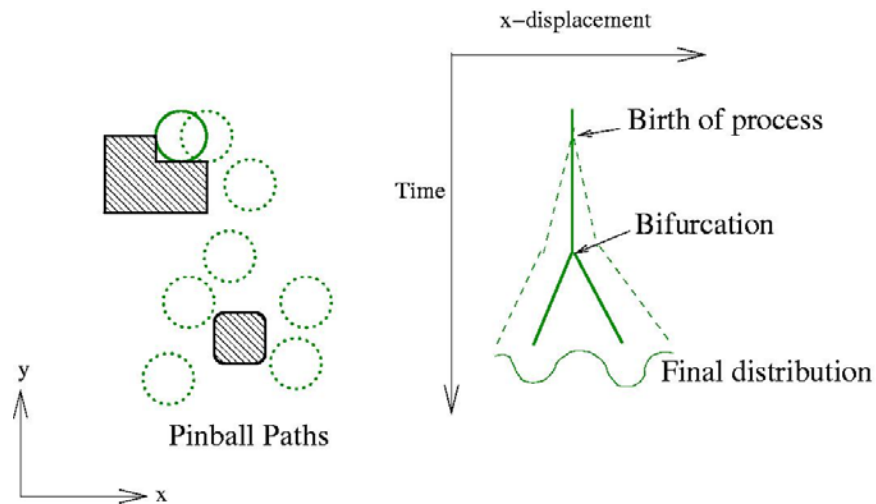 x-displacement
Birth of process
Time
Bifurcation
y
Final distribution
Pinball Paths
x